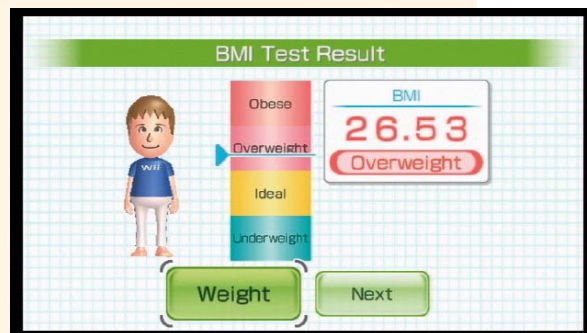 BMI Test Result
Obese
Overweight
Ideal
Underweight
BMI
26.53
Overweight
Wii
Weight
Next